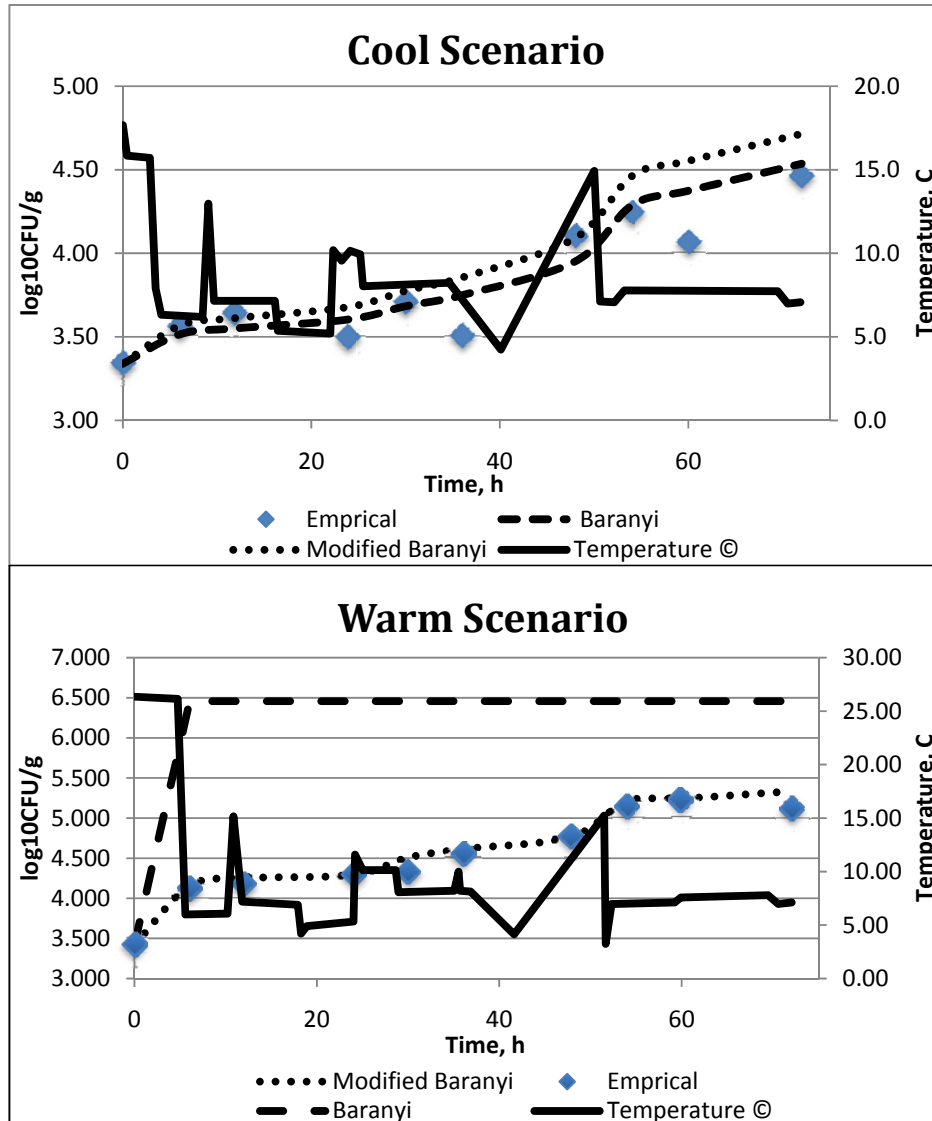 Cool Scenario
5.00
4.50
4.00
3.50
3.00
log10CFU/g
20.0
15.0
10.0
5.0
0.0
Temperature, C
0 20 40 60
Time, h
Emprical Baranyi
Modified Baranyi Temperature ©
Warm Scenario
7.000
6.500
6.000
5.500
5.000
4.500
4.000
3.500
3.000
log10CFU/g
30.00
25.00
20.00
15.00
10.00
5.00
0.00
Temperature, C
0 20 40 60
Time, h
Modified Baranyi Emprical
Baranyi Temperature ©